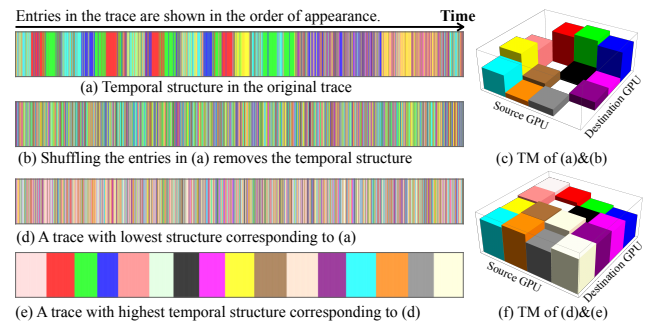 Entries in the trace are shown in the order of appearance. Time
(a) Temporal structure in the original trace
(b) Shuffling the entries in (a) removes the temporal structure
Source GPU
Destination GPU
(c) TM of (a)&(b)
(d) A trace with lowest structure corresponding to (a)
(e) A trace with highest temporal structure corresponding to (d)
Source GPU
Destination GPU
(f) TM of (d)&(e)